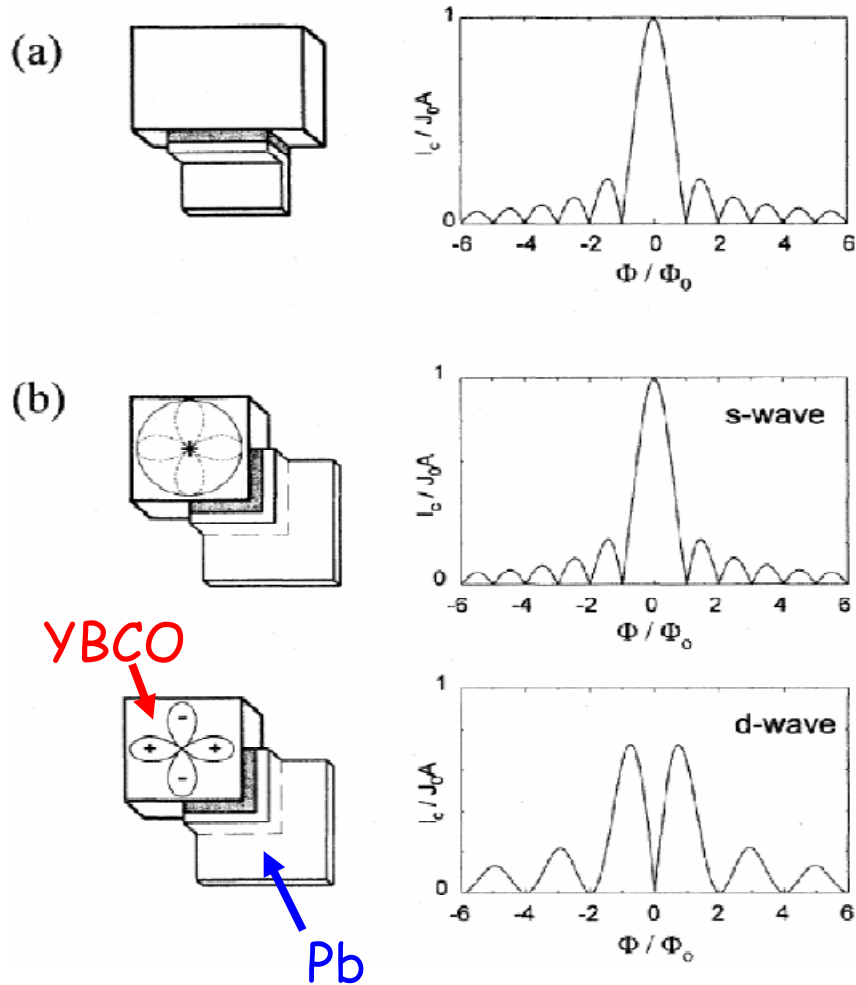 (a)
1
I_c / J_0A
0
-6 -4 -2 0 2 4 6
Φ / Φ_0
(b)
1
s-wave
I_c / J_0A
0
-6 -4 -2 0 2 4 6
Φ / Φ_o
YBCO
1
-
+ +
-
d-wave
I_c / J_0A
0
-6 -4 -2 0 2 4 6
Φ / Φ_o
Pb